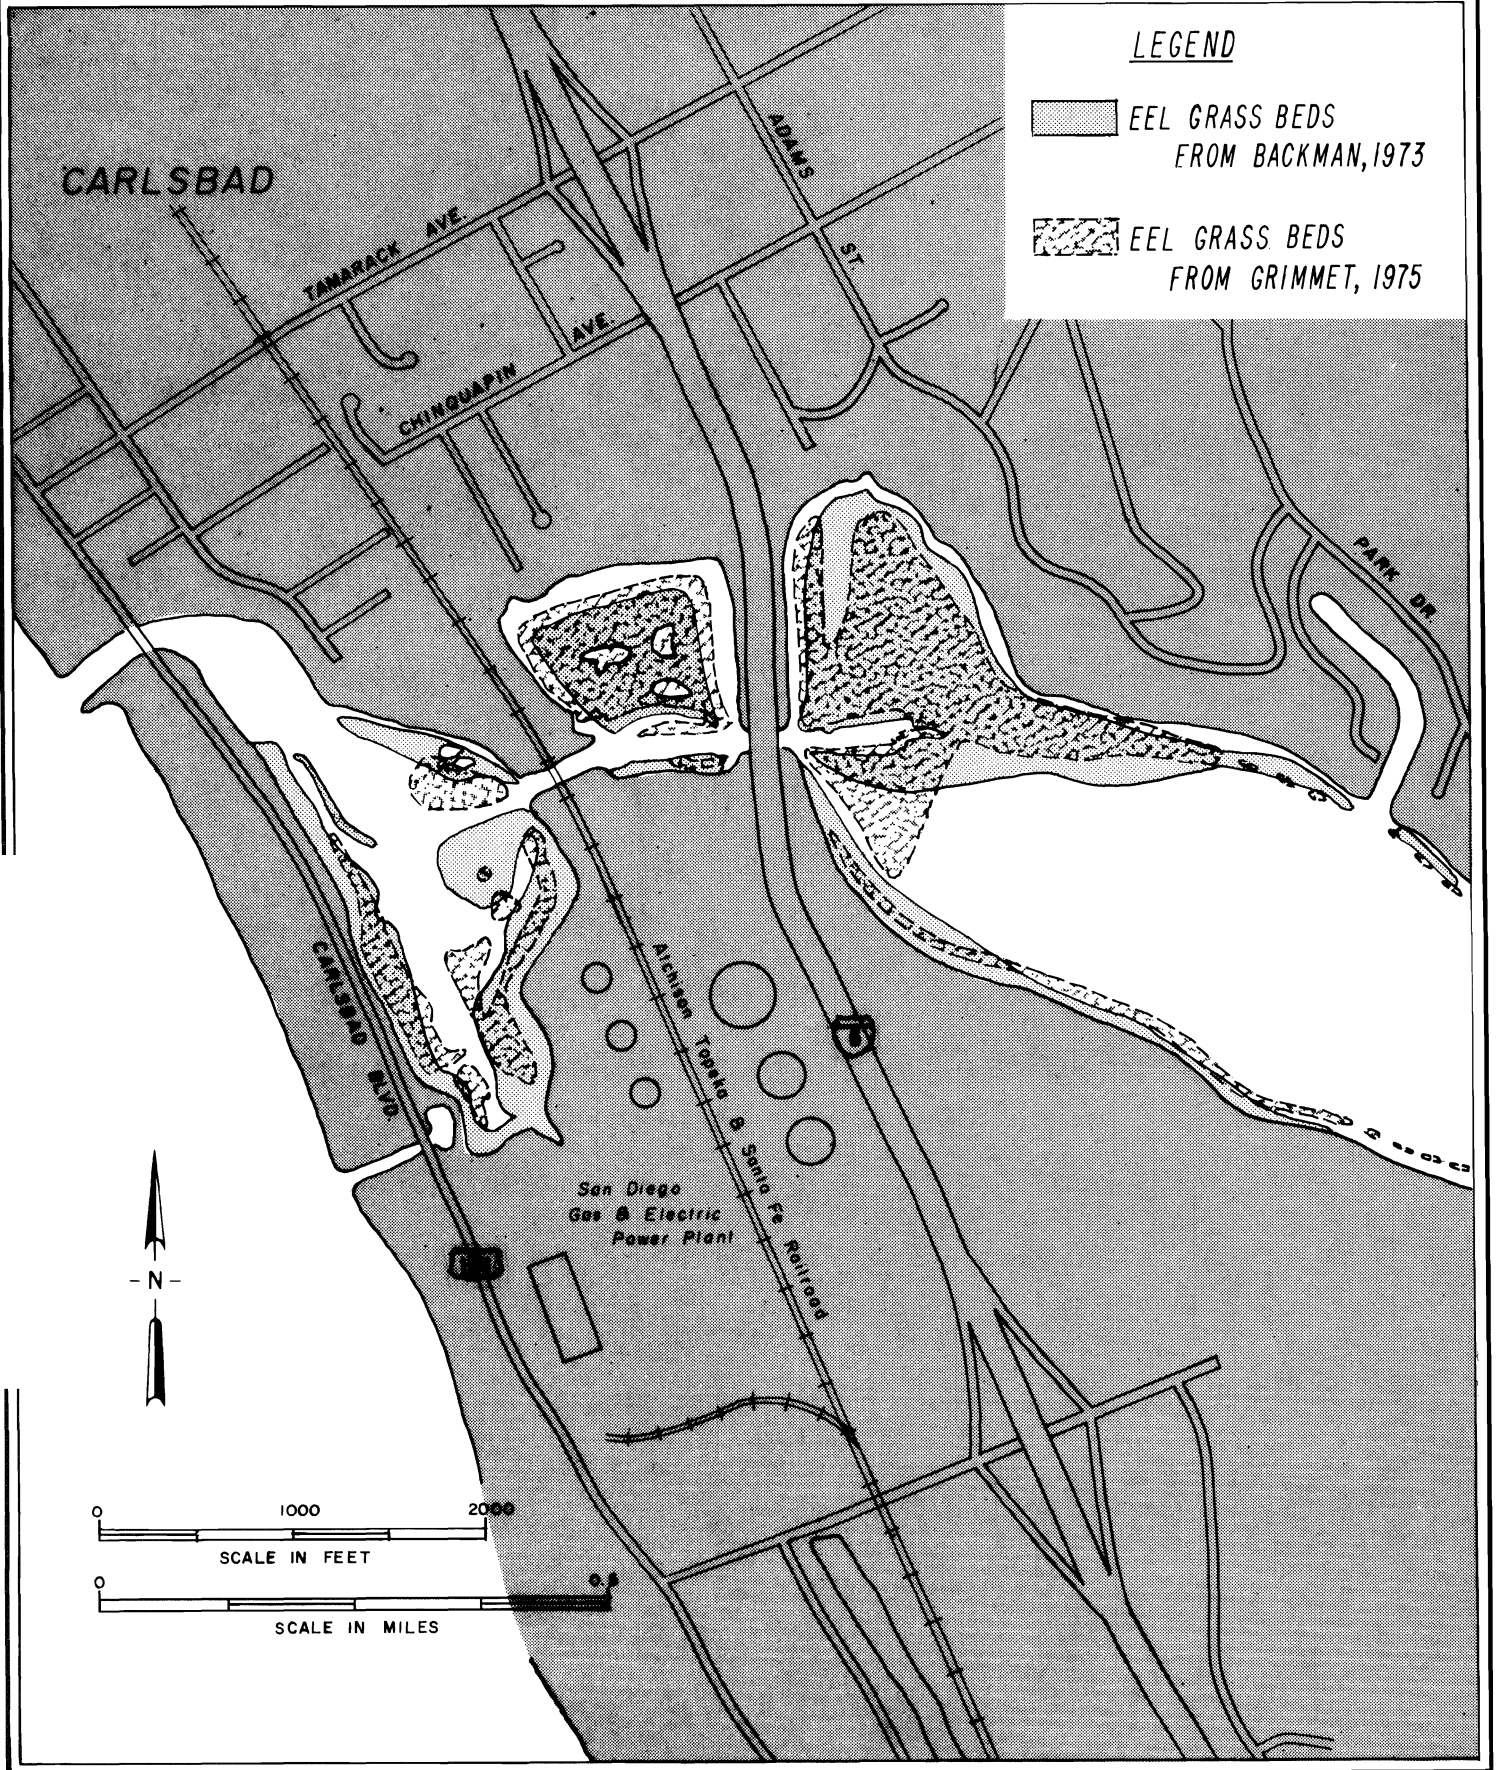 LEGEND
EEL GRASS BEDS
FROM BACKMAN, 1973
EEL GRASS BEDS
FROM GRIMMET, 1975
CARLSBAD
ADAMS
ST.
TAMARACK AVE.
CHINQUAPIN AVE.
PARK DR.
CARLSBAD BLVD.
Atchison Topeka & Santa Fe Railroad
San Diego
Gas & Electric
Power Plant
- N -
0 1000 2000
SCALE IN FEET
0 0.5
SCALE IN MILES